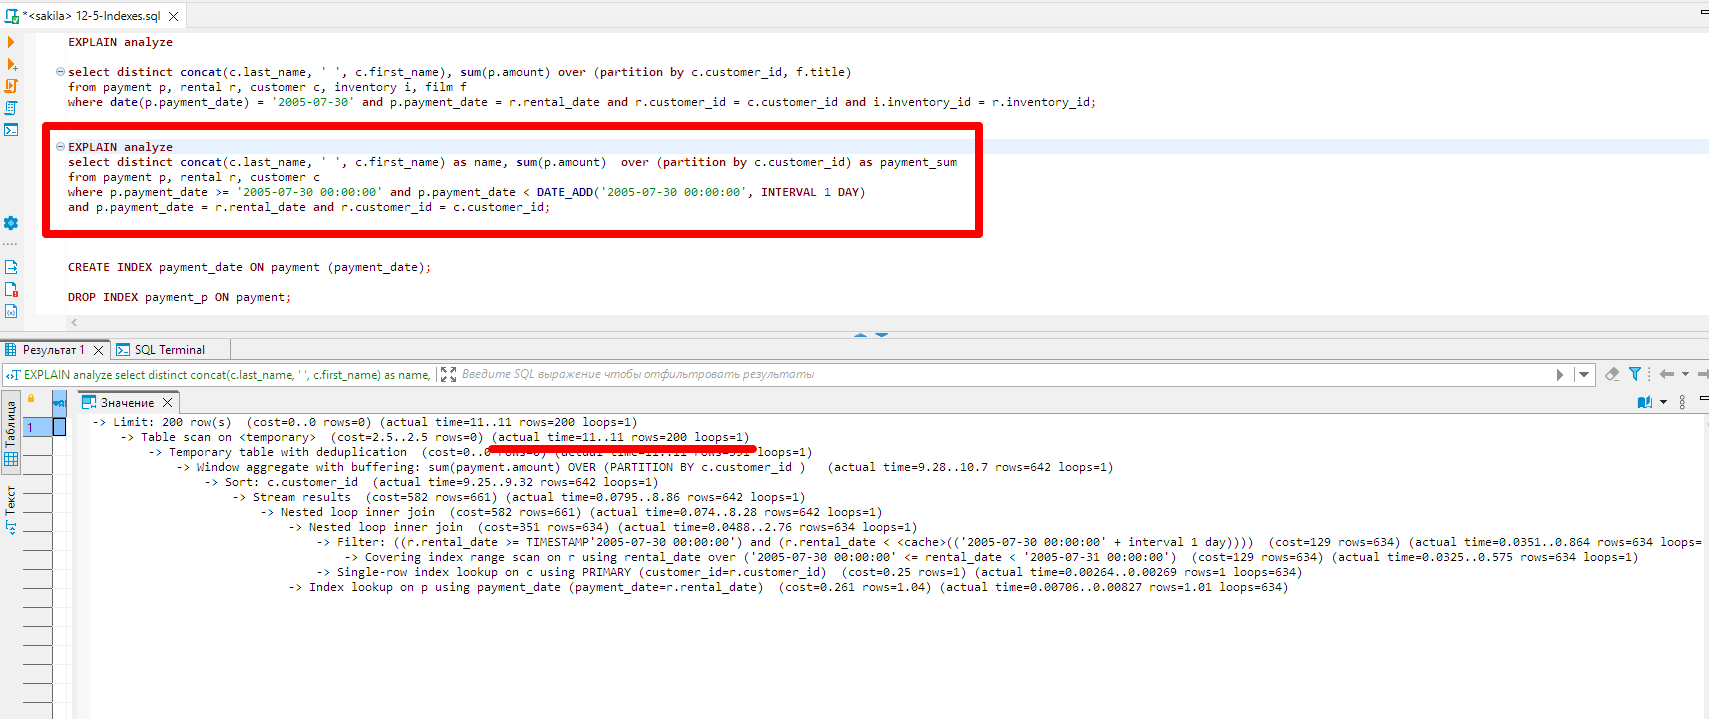 *<sakila> 12-5-Indexes.sql
EXPLAIN analyze
select distinct concat(c.last_name, ' ', c.first_name), sum(p.amount) over (partition by c.customer_id, f.title)
from payment p, rental r, customer c, inventory i, film f
where date(p.payment_date) = '2005-07-30' and p.payment_date = r.rental_date and r.customer_id = c.customer_id and i.inventory_id = r.inventory_id;
EXPLAIN analyze
select distinct concat(c.last_name, ' ', c.first_name) as name, sum(p.amount)  over (partition by c.customer_id) as payment_sum
from payment p, rental r, customer c
where p.payment_date >= '2005-07-30 00:00:00' and p.payment_date < DATE_ADD('2005-07-30 00:00:00', INTERVAL 1 DAY)
and p.payment_date = r.rental_date and r.customer_id = c.customer_id;
CREATE INDEX payment_date ON payment (payment_date);
DROP INDEX payment_p ON payment;
Результат 1 SQL Terminal
EXPLAIN analyze select distinct concat(c.last_name, ' ', c.first_name) as name, Введите SQL выражение чтобы отфильтровать результаты
Таблица
Текст
1
Значение
-> Limit: 200 row(s)  (cost=0..0 rows=0) (actual time=11..11 rows=200 loops=1)
-> Table scan on <temporary>  (cost=2.5..2.5 rows=0) (actual time=11..11 rows=200 loops=1)
-> Temporary table with deduplication  (cost=0..0 rows=0) (actual time=11..11 rows=391 loops=1)
-> Window aggregate with buffering: sum(payment.amount) OVER (PARTITION BY c.customer_id )   (actual time=9.28..10.7 rows=642 loops=1)
-> Sort: c.customer_id  (actual time=9.25..9.32 rows=642 loops=1)
-> Stream results  (cost=582 rows=661) (actual time=0.0795..8.86 rows=642 loops=1)
-> Nested loop inner join  (cost=582 rows=661) (actual time=0.074..8.28 rows=642 loops=1)
-> Nested loop inner join  (cost=351 rows=634) (actual time=0.0488..2.76 rows=634 loops=1)
-> Filter: ((r.rental_date >= TIMESTAMP'2005-07-30 00:00:00') and (r.rental_date < <cache>(('2005-07-30 00:00:00' + interval 1 day))))  (cost=129 rows=634) (actual time=0.0351..0.864 rows=634 loops=
-> Covering index range scan on r using rental_date over ('2005-07-30 00:00:00' <= rental_date < '2005-07-31 00:00:00')  (cost=129 rows=634) (actual time=0.0325..0.575 rows=634 loops=1)
-> Single-row index lookup on c using PRIMARY (customer_id=r.customer_id)  (cost=0.25 rows=1) (actual time=0.00264..0.00269 rows=1 loops=634)
-> Index lookup on p using payment_date (payment_date=r.rental_date)  (cost=0.261 rows=1.04) (actual time=0.00706..0.00827 rows=1.01 loops=634)